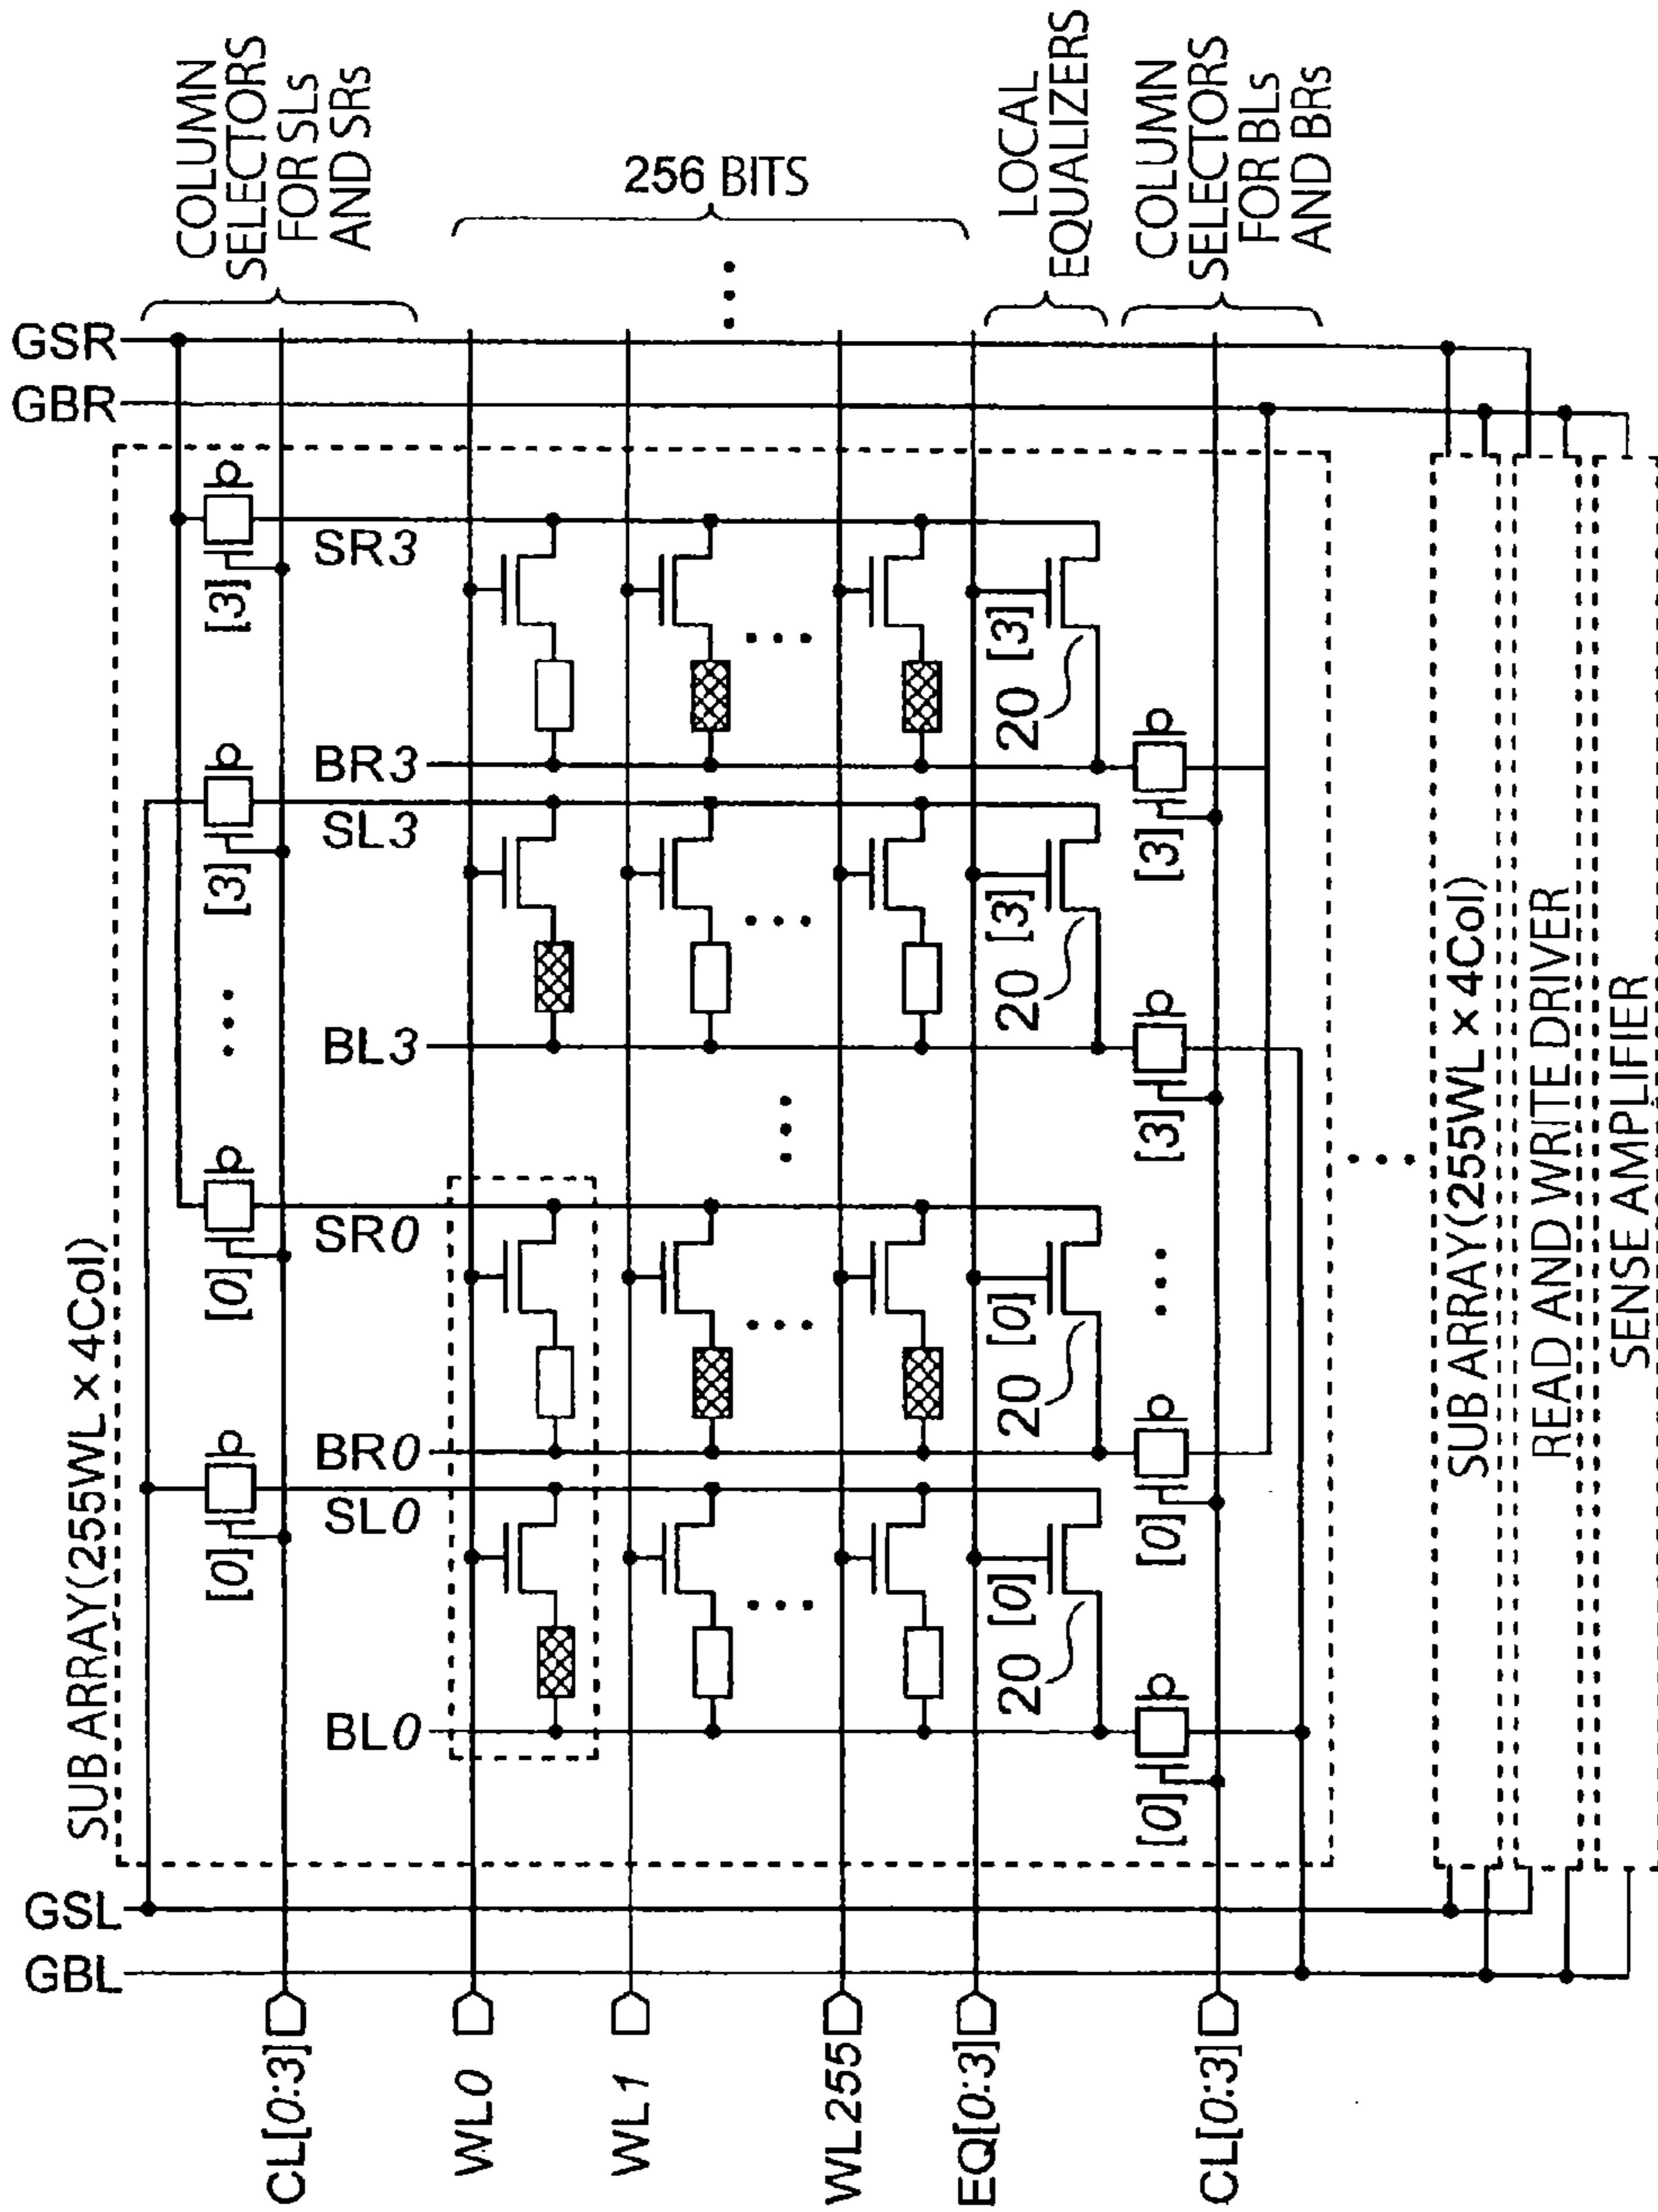 GSR
GBR
GSL
GBL
COLUMN
SELECTORS
FOR SLs
AND SRs
256 BITS
LOCAL
EQUALIZERS
COLUMN
SELECTORS
FOR BLs
AND BRs
SUB ARRAY(255WL × 4Col)
[0]
[0]
[3]
[3]
CL[0:3]
SL0
SR0
SL3
SR3
WL0
WL1
BL0
BR0
BL3
BR3
WL255
EQ[0:3]
[0]
[0]
[3]
[3]
20
20
20
20
[0]
[0]
[3]
[3]
CL[0:3]
SUB ARRAY(255WL × 4Col)
READ AND WRITE DRIVER
SENSE AMPLIFIER